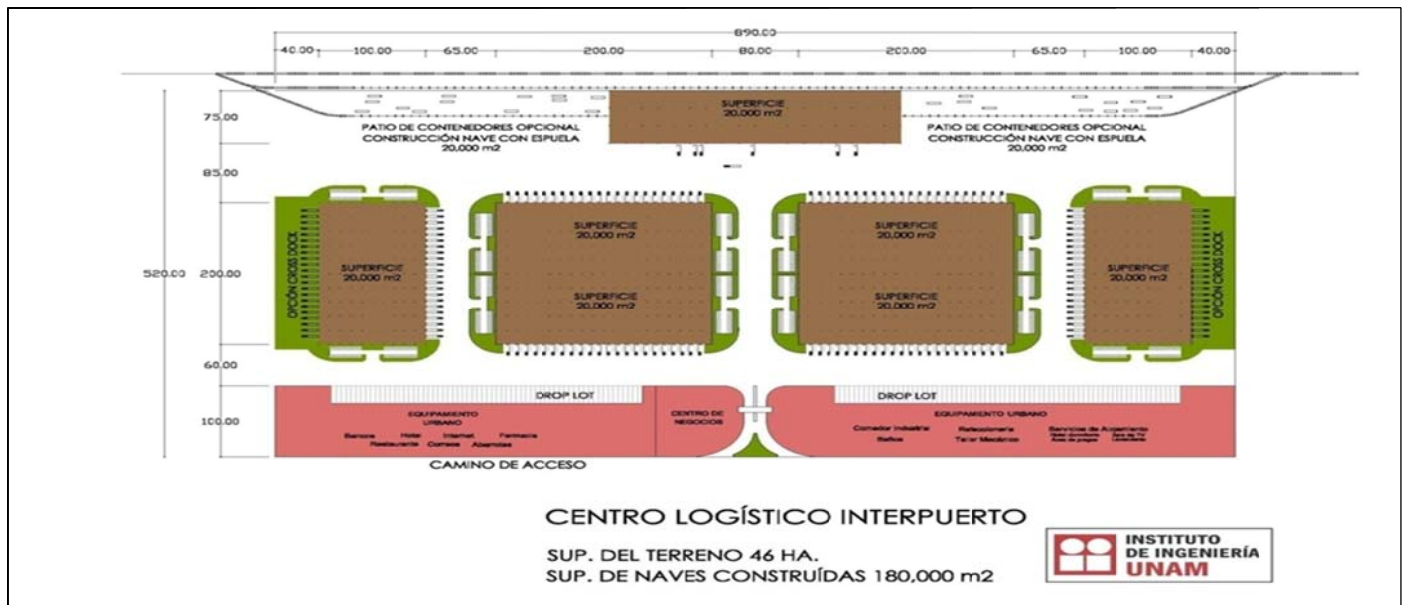 890.00
40.00 100.00 65.00 200.00 80.00 200.00 65.00 100.00 40.00
75.00
SUPERFICIE
20,000 m2
PATIO DE CONTENEDORES OPCIONAL
CONSTRUCCIÓN NAVE CON ESPUELA
20,000 m2
PATIO DE CONTENEDORES OPCIONAL
CONSTRUCCIÓN NAVE CON ESPUELA
20,000 m2
85.00
520.00
200.00
OPCIÓN CROSS DOCK
SUPERFICIE
20,000 m2
SUPERFICIE
20,000 m2
SUPERFICIE
20,000 m2
SUPERFICIE
20,000 m2
SUPERFICIE
20,000 m2
SUPERFICIE
20,000 m2
OPCIÓN CROSS DOCK
60.00
100.00
DROP LOT
EQUIPAMIENTO
URBANO
Bancos Hotel Internet Farmacia
Restaurante Correos Abarrotes
CENTRO DE
NEGOCIOS
DROP LOT
EQUIPAMIENTO URBANO
Comedor Industrial Refaccionería Servicios de Alojamiento
Baños Taller Mecánico
CAMINO DE ACCESO
CENTRO LOGÍSTICO INTERPUERTO
SUP. DEL TERRENO 46 HA.
SUP. DE NAVES CONSTRUÍDAS 180,000 m2
INSTITUTO
DE INGENIERÍA
UNAM